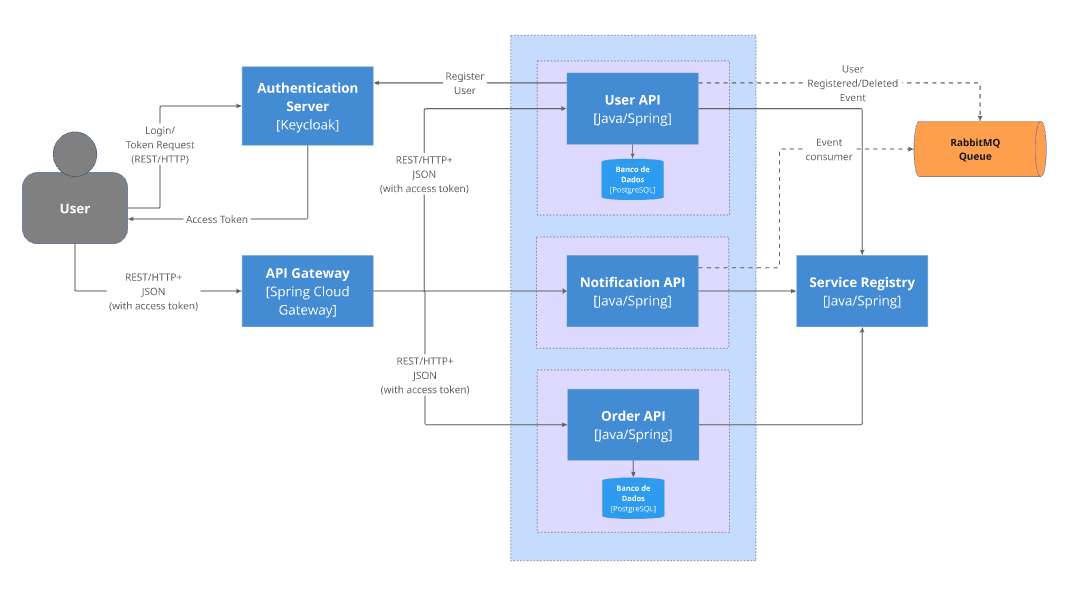 Authentication
Server
[Keycloak]
Register
User
User API
[Java/Spring]
User
Registered/Deleted
Event
RabbitMQ
Queue
Event
consumer
Login/
Token Request
(REST/HTTP)
REST/HTTP+
JSON
(with access token)
Banco de
Dados
[PostgreSQL]
User
Access Token
REST/HTTP+
JSON
(with access token)
API Gateway
[Spring Cloud
Gateway]
Notification API
[Java/Spring]
Service Registry
[Java/Spring]
REST/HTTP+
JSON
(with access token)
Order API
[Java/Spring]
Banco de
Dados
[PostgreSQL]